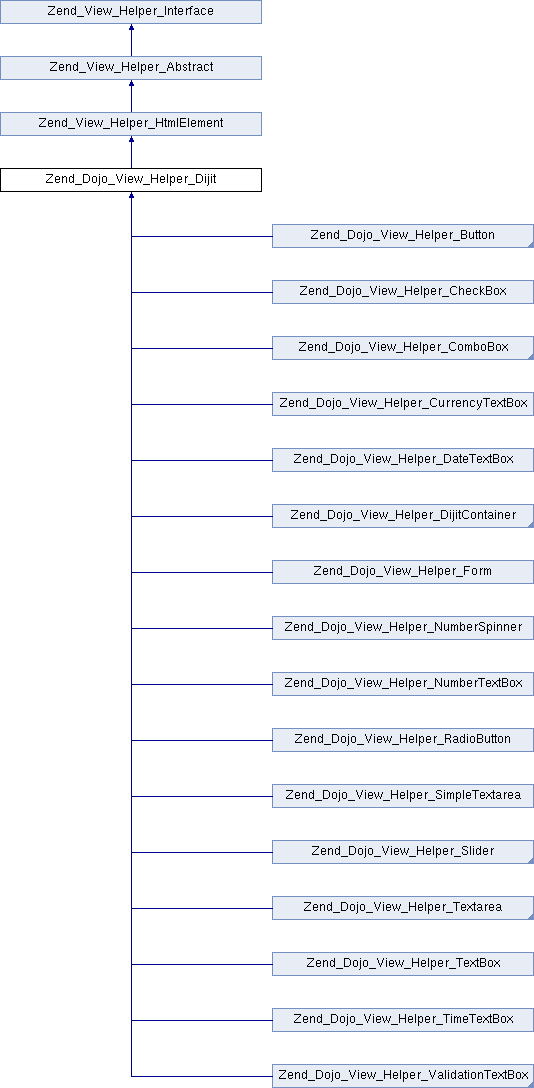 Zend_View_Helper_Interface
Zend_View_Helper_Abstract
Zend_View_Helper_HtmlElement
Zend_Dojo_View_Helper_Dijit
Zend_Dojo_View_Helper_Button
Zend_Dojo_View_Helper_CheckBox
Zend_Dojo_View_Helper_ComboBox
Zend_Dojo_View_Helper_CurrencyTextBox
Zend_Dojo_View_Helper_DateTextBox
Zend_Dojo_View_Helper_DijitContainer
Zend_Dojo_View_Helper_Form
Zend_Dojo_View_Helper_NumberSpinner
Zend_Dojo_View_Helper_NumberTextBox
Zend_Dojo_View_Helper_RadioButton
Zend_Dojo_View_Helper_SimpleTextarea
Zend_Dojo_View_Helper_Slider
Zend_Dojo_View_Helper_Textarea
Zend_Dojo_View_Helper_TextBox
Zend_Dojo_View_Helper_TimeTextBox
Zend_Dojo_View_Helper_ValidationTextBox